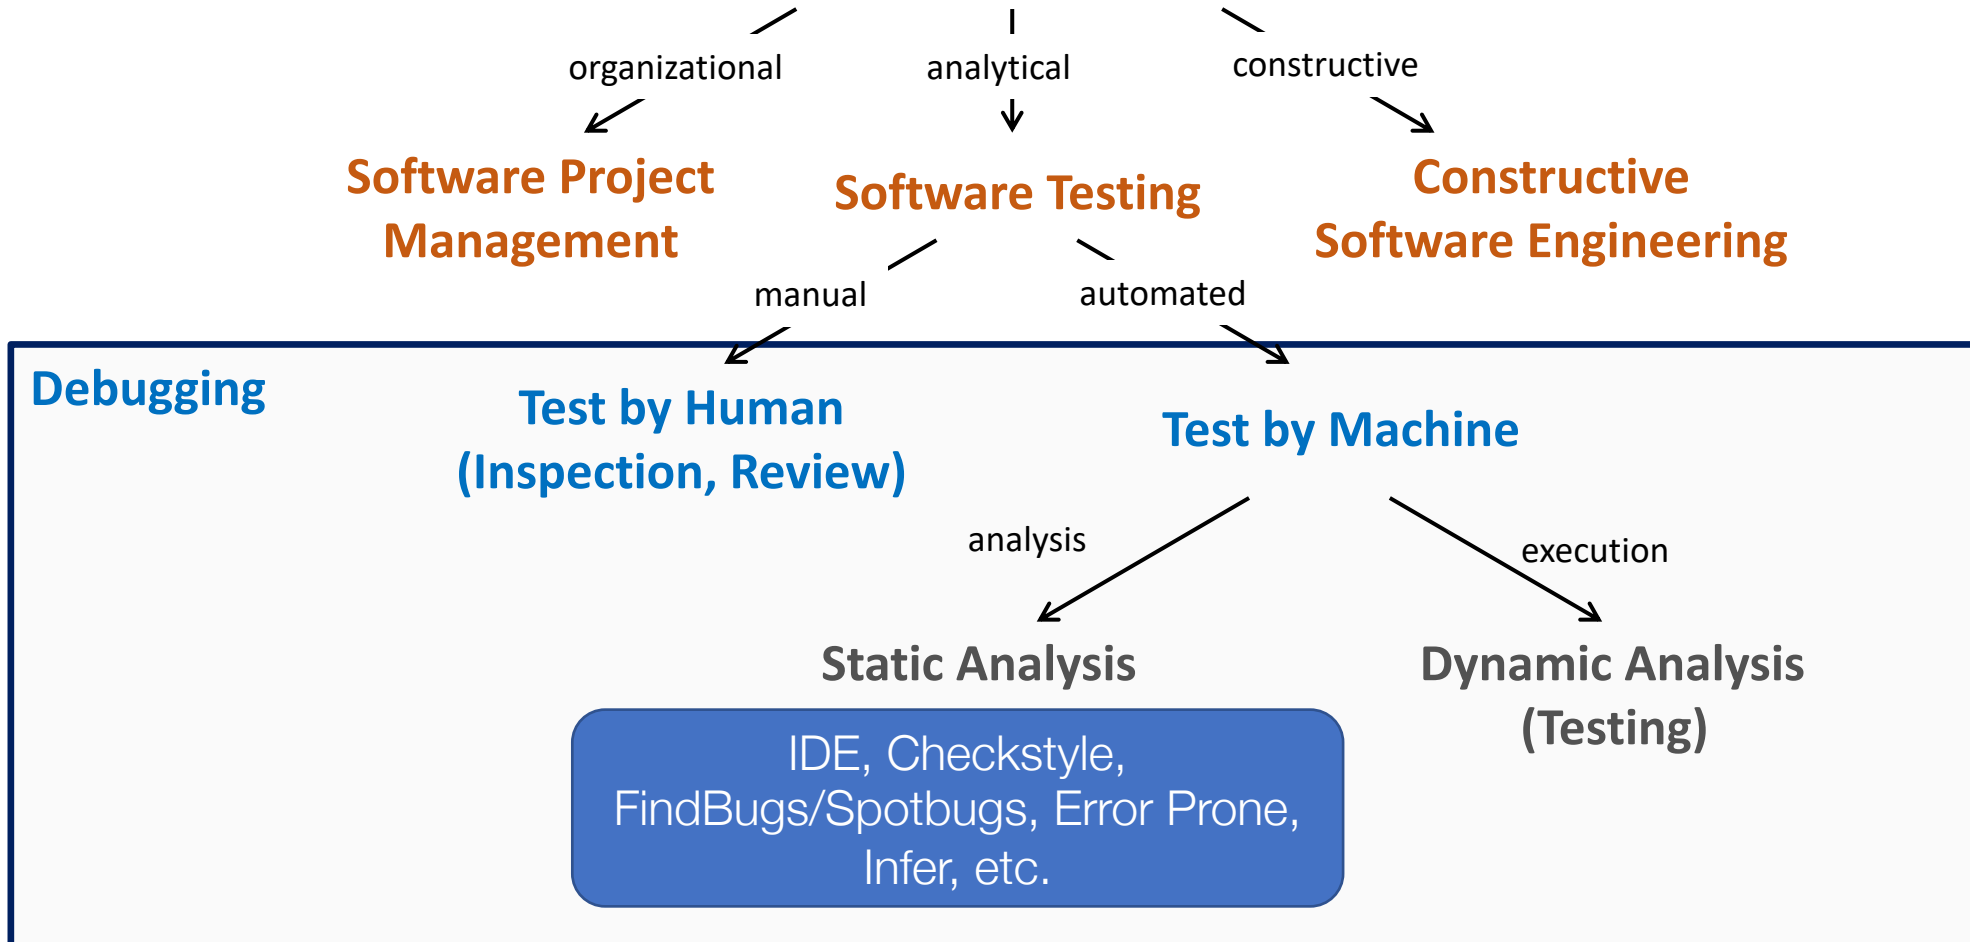 organizational
analytical
constructive
Software Project
Management
Software Testing
Constructive
Software Engineering
manual
automated
Debugging
Test by Human
(Inspection, Review)
Test by Machine
analysis
execution
Static Analysis
Dynamic Analysis
(Testing)
IDE, Checkstyle,
FindBugs/Spotbugs, Error Prone,
Infer, etc.